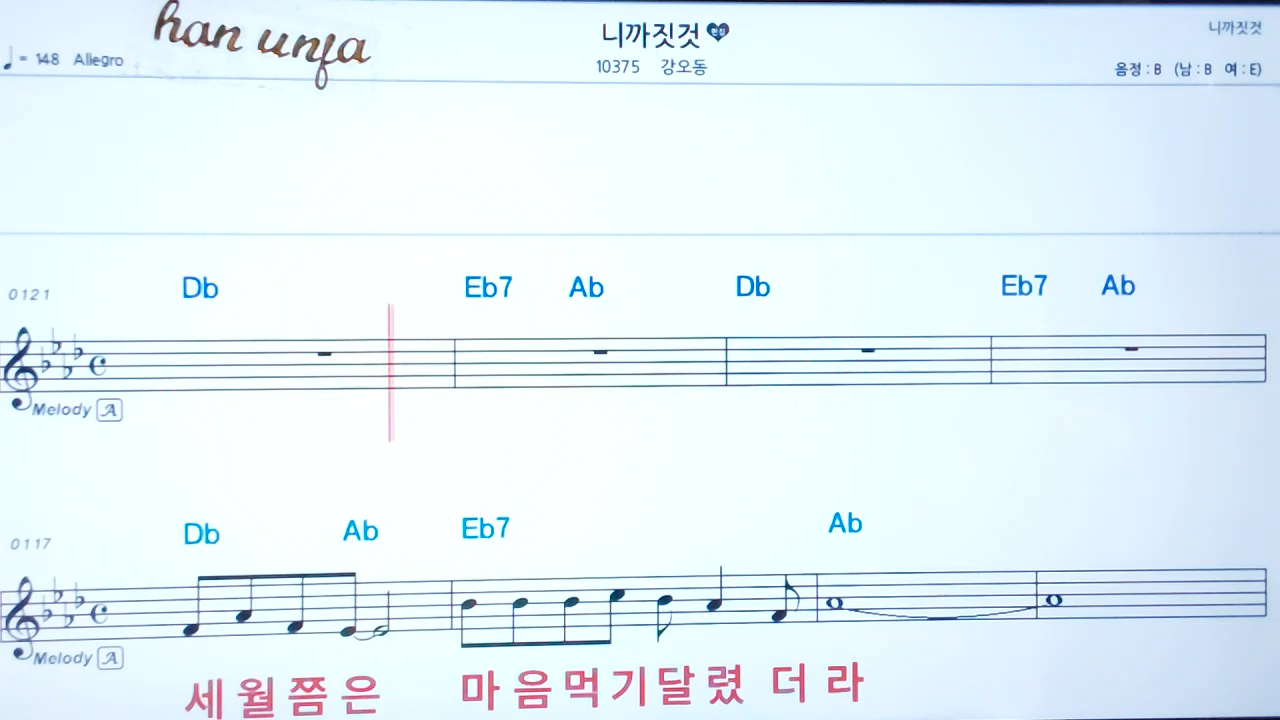 han unja
니까짓것
니까짓것
♩= 148 Allegro
10375 강오동
음정 : B (남 : B 여 : E)
Db Eb7 Ab Db Eb7 Ab
0121
Melody A
Db Ab Eb7 Ab
0117
Melody A
세월쯤은 마음먹기달렸더라